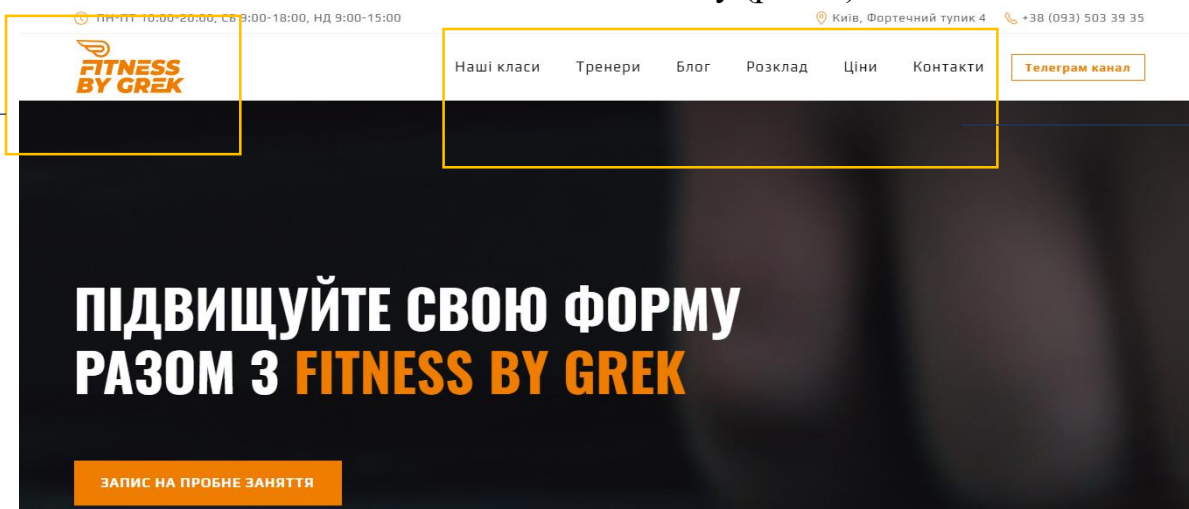 ПН-ПТ 10:00-20:00, СБ 9:00-18:00, НД 9:00-15:00
Київ, Фортечний тупик 4
+38 (093) 503 39 35
FITNESS
BY GREK
Наші класи Тренери Блог Розклад Ціни Контакти
Телеграм канал
ПІДВИЩУЙТЕ СВОЮ ФОРМУ
РАЗОМ З FITNESS BY GREK
ЗАПИС НА ПРОБНЕ ЗАНЯТТЯ